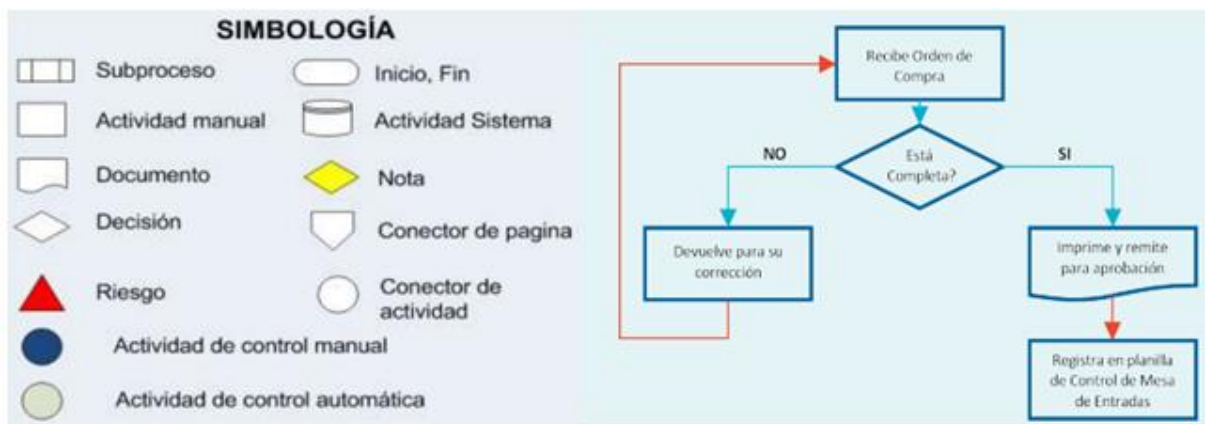 SIMBOLOGÍA
Subproceso
Inicio, Fin
Actividad manual
Actividad Sistema
Documento
Nota
Decisión
Conector de pagina
Riesgo
Conector de
actividad
Actividad de control manual
Actividad de control automática
Recibe Orden de
Compra
NO
Está
Completa?
SI
Devuelve para su
corrección
Imprime y remite
para aprobación
Registra en planilla
de Control de Mesa
de Entradas